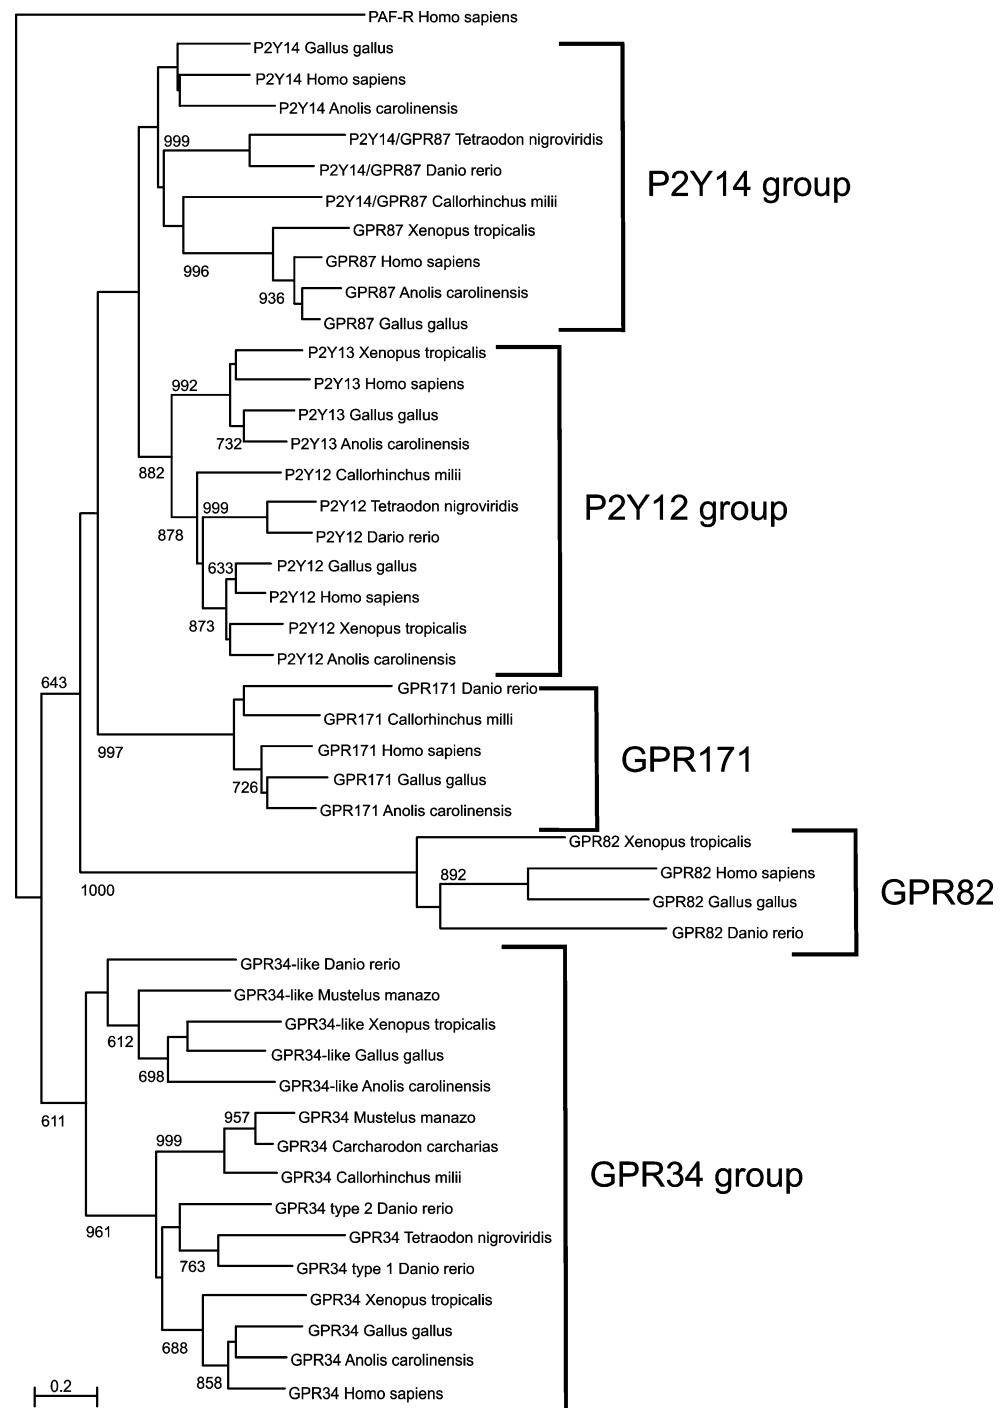 PAF-R Homo sapiens
P2Y14 Gallus gallus
P2Y14 Homo sapiens
P2Y14 Anolis carolinensis
999
P2Y14/GPR87 Tetraodon nigroviridis
P2Y14/GPR87 Danio rerio
P2Y14 group
P2Y14/GPR87 Callorhinchus milii
GPR87 Xenopus tropicalis
996
GPR87 Homo sapiens
936
GPR87 Anolis carolinensis
GPR87 Gallus gallus
P2Y13 Xenopus tropicalis
992
P2Y13 Homo sapiens
P2Y13 Gallus gallus
732
P2Y13 Anolis carolinensis
882
P2Y12 Callorhinchus milii
999
P2Y12 Tetraodon nigroviridis
P2Y12 group
878
P2Y12 Dario rerio
633
P2Y12 Gallus gallus
P2Y12 Homo sapiens
873
P2Y12 Xenopus tropicalis
P2Y12 Anolis carolinensis
643
GPR171 Danio rerio
GPR171 Callorhinchus milli
997
GPR171 Homo sapiens
GPR171
726
GPR171 Gallus gallus
GPR171 Anolis carolinensis
GPR82 Xenopus tropicalis
1000
892
GPR82 Homo sapiens
GPR82
GPR82 Gallus gallus
GPR82 Danio rerio
GPR34-like Danio rerio
GPR34-like Mustelus manazo
612
GPR34-like Xenopus tropicalis
GPR34-like Gallus gallus
698
GPR34-like Anolis carolinensis
611
957
GPR34 Mustelus manazo
999
GPR34 Carcharodon carcharias
GPR34 Callorhinchus milii
GPR34 group
961
GPR34 type 2 Danio rerio
GPR34 Tetraodon nigroviridis
763
GPR34 type 1 Danio rerio
GPR34 Xenopus tropicalis
688
GPR34 Gallus gallus
GPR34 Anolis carolinensis
858
GPR34 Homo sapiens
0.2